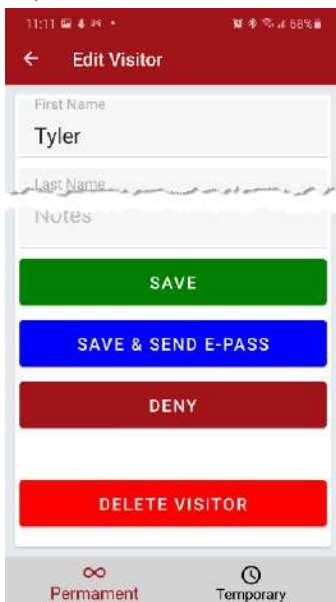 11:11 68%
Edit Visitor
First Name
Tyler
Last Name
Notes
SAVE
SAVE & SEND E-PASS
DENY
DELETE VISITOR
Permament Temporary